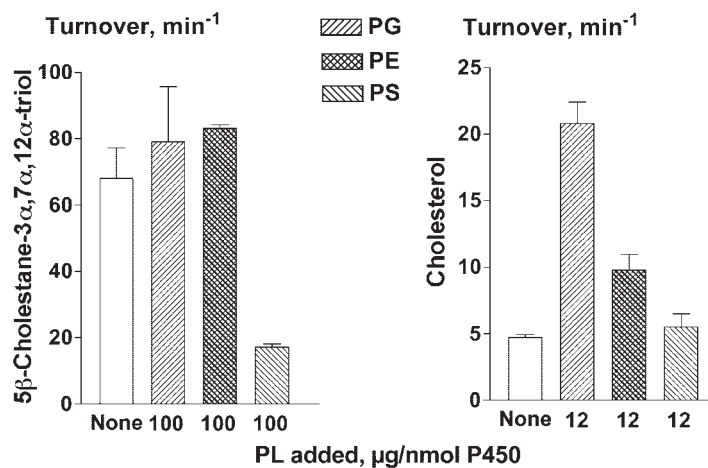 Turnover, min⁻¹
PG
PE
PS
Turnover, min⁻¹
5β-Cholestane-3α,7α,12α-triol
100
80
60
40
20
0
None 100 100 100
Cholesterol
25
20
15
10
5
0
None 12 12 12
PL added, μg/nmol P450